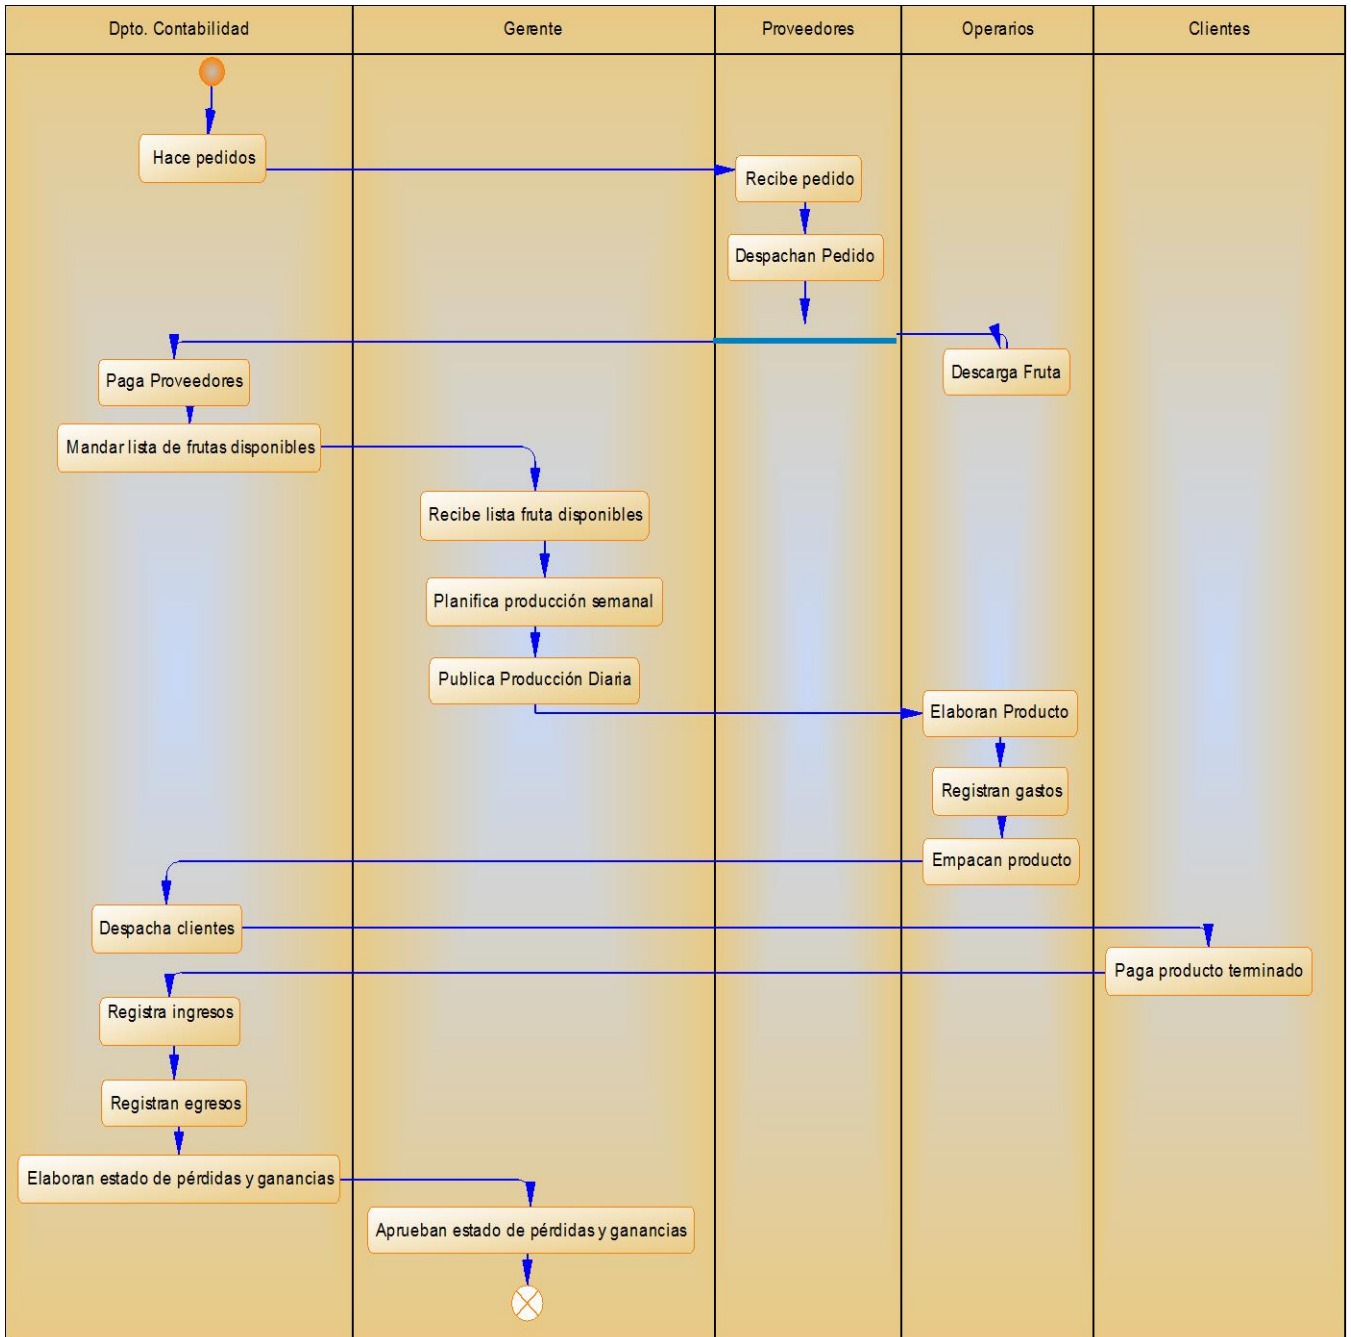 Dpto. Contabilidad
Gerente
Proveedores
Operarios
Clientes
Hace pedidos
Recibe pedido
Despachan Pedido
Paga Proveedores
Descarga Fruta
Mandar lista de frutas disponibles
Recibe lista fruta disponibles
Planifica producción semanal
Publica Producción Diaria
Elaboran Producto
Registran gastos
Empacan producto
Despacha clientes
Paga producto terminado
Registra ingresos
Registran egresos
Elaboran estado de pérdidas y ganancias
Aprueban estado de pérdidas y ganancias